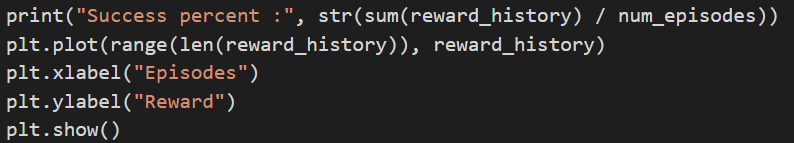 print("Success percent :", str(sum(reward_history) / num_episodes))
plt.plot(range(len(reward_history)), reward_history)
plt.xlabel("Episodes")
plt.ylabel("Reward")
plt.show()